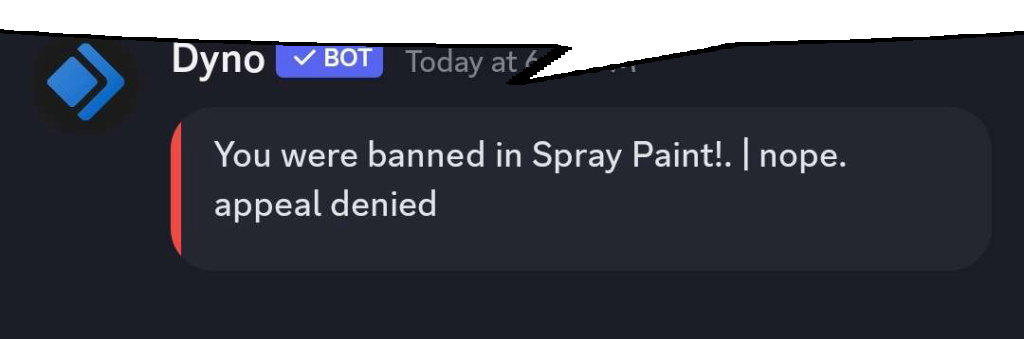 Dyno ✓ BOT Today at
You were banned in Spray Paint!. | nope.
appeal denied